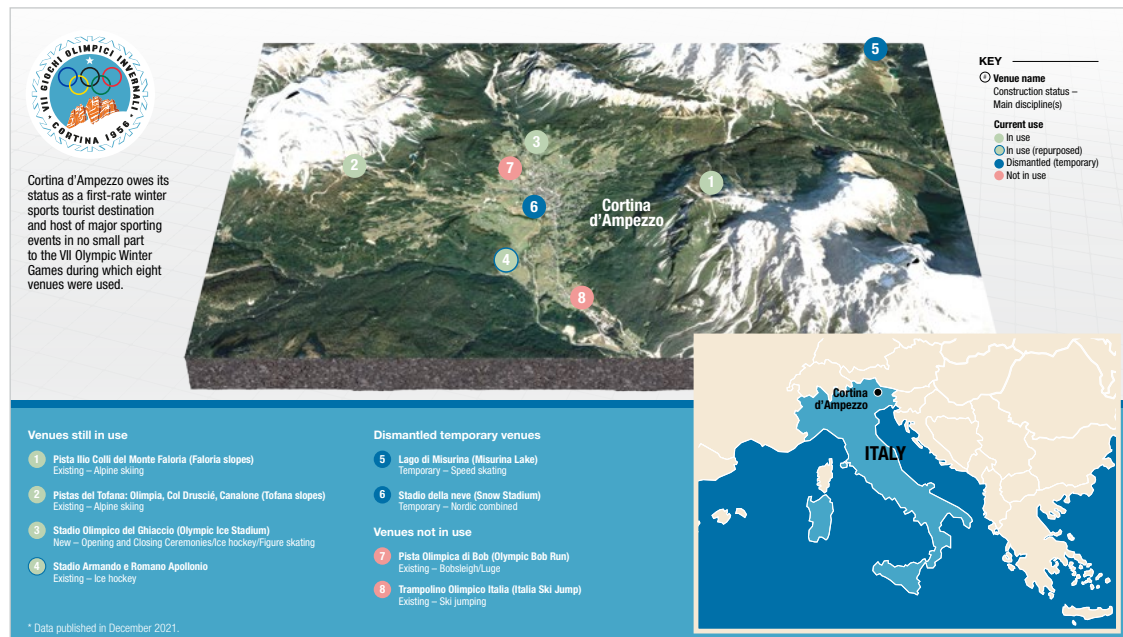 VII GIOCHI OLIMPICI INVERNALI
· CORTINA 1956 ·
Cortina d'Ampezzo owes its
status as a first-rate winter
sports tourist destination
and host of major sporting
events in no small part
to the VII Olympic Winter
Games during which eight
venues were used.
5
3
2
7
1
6
Cortina
d'Ampezzo
4
8
KEY
# Venue name
Construction status –
Main discipline(s)
Current use
In use
In use (repurposed)
Dismantled (temporary)
Not in use
Venues still in use
1 Pista Ilio Colli del Monte Faloria (Faloria slopes)
Existing – Alpine skiing
2 Pistas del Tofana: Olimpia, Col Drusciè, Canalone (Tofana slopes)
Existing – Alpine skiing
3 Stadio Olimpico del Ghiaccio (Olympic Ice Stadium)
New – Opening and Closing Ceremonies/Ice hockey/Figure skating
4 Stadio Armando e Romano Apollonio
Existing – Ice hockey
* Data published in December 2021.
Dismantled temporary venues
5 Lago di Misurina (Misurina Lake)
Temporary – Speed skating
6 Stadio della neve (Snow Stadium)
Temporary – Nordic combined
Venues not in use
7 Pista Olimpica di Bob (Olympic Bob Run)
Existing – Bobsleigh/Luge
8 Trampolino Olimpico Italia (Italia Ski Jump)
Existing – Ski jumping
Cortina
d'Ampezzo
ITALY